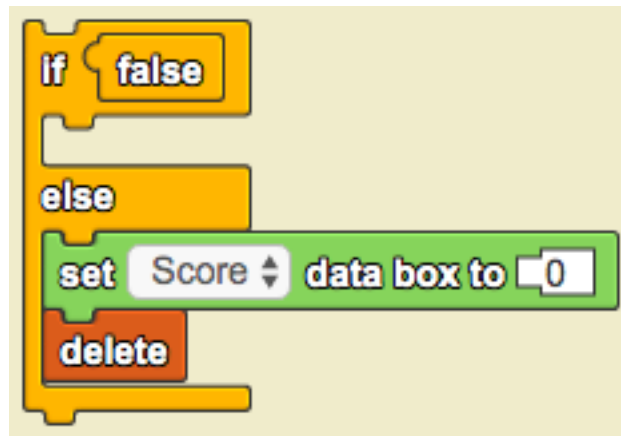 if false
else
set Score data box to 0
delete